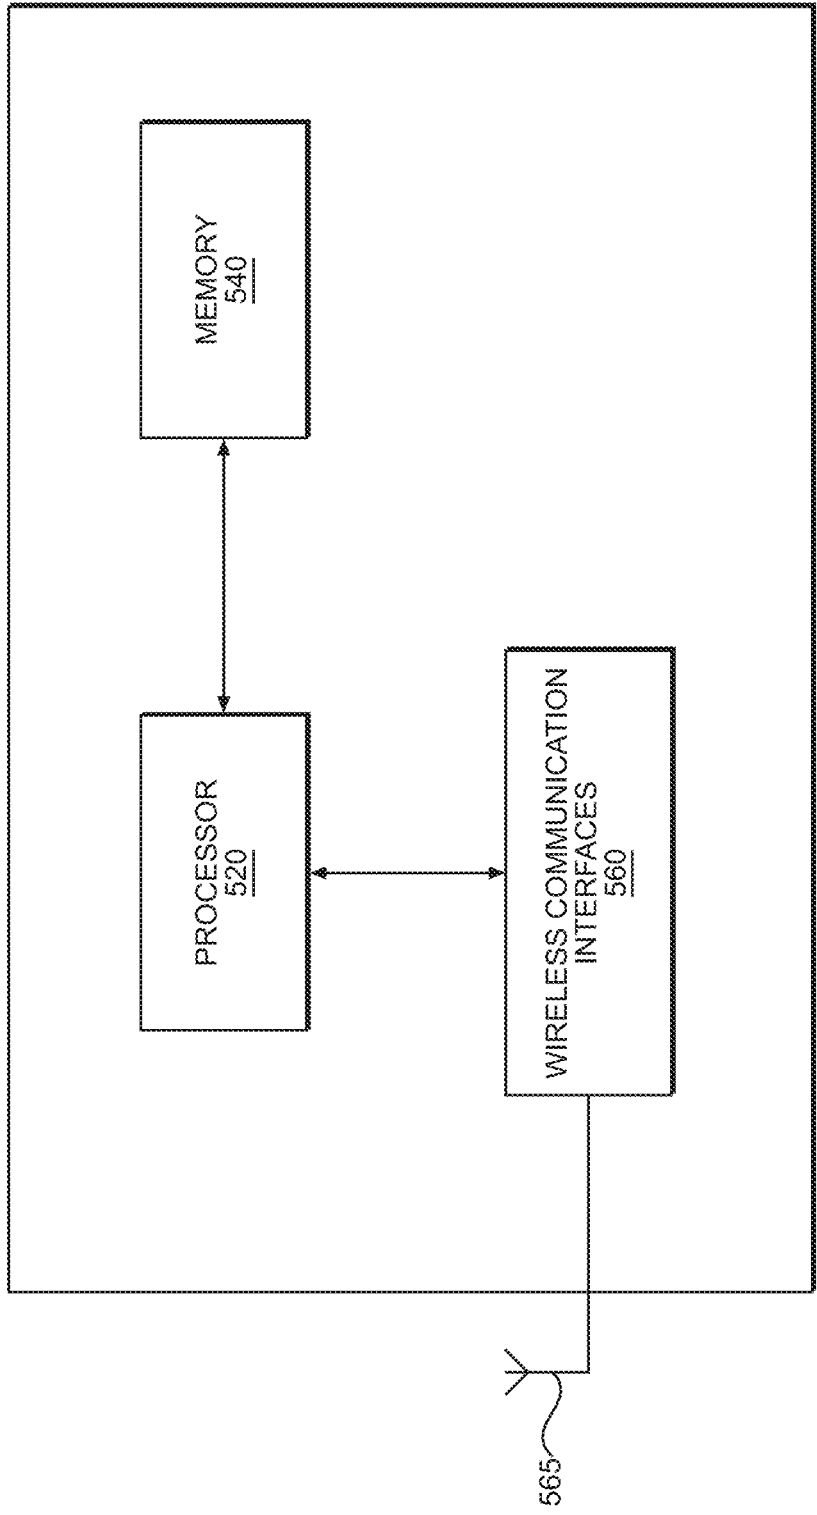 PROCESSOR
520
MEMORY
540
WIRELESS COMMUNICATION
INTERFACES
560
565